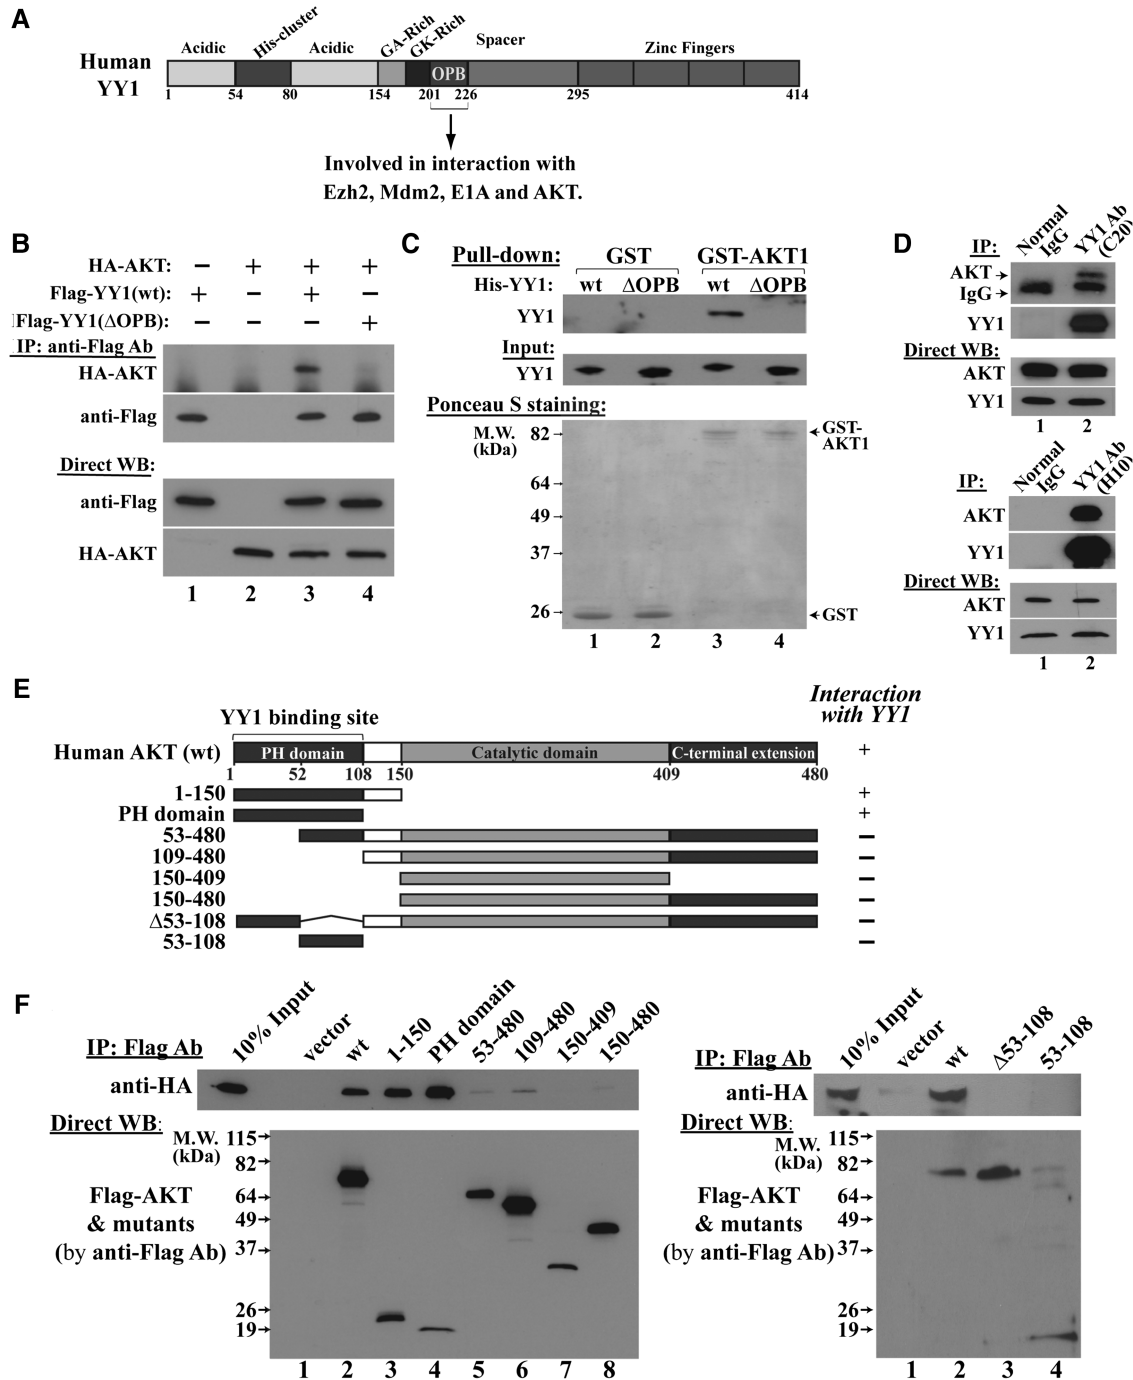 A
Human
YY1
Acidic
His-cluster
Acidic
GA-Rich
GK-Rich
Spacer
Zinc Fingers
OPB
1 54 80 154 201 226 295 414
Involved in interaction with
Ezh2, Mdm2, E1A and AKT.
B
HA-AKT: – + + +
Flag-YY1(wt): + – + –
Flag-YY1(ΔOPB): – – – +
IP: anti-Flag Ab
HA-AKT
anti-Flag
Direct WB:
anti-Flag
HA-AKT
1 2 3 4
C
Pull-down: GST GST-AKT1
His-YY1: wt ΔOPB wt ΔOPB
YY1
Input:
YY1
Ponceau S staining:
M.W.
(kDa)
82
64
49
37
26
GST-
AKT1
GST
1 2 3 4
D
IP:
Normal
IgG
YY1 Ab
(C20)
AKT
IgG
YY1
Direct WB:
AKT
YY1
1 2
IP:
Normal
IgG
YY1 Ab
(H10)
AKT
YY1
Direct WB:
AKT
YY1
1 2
E
Interaction
with YY1
YY1 binding site
Human AKT (wt) PH domain Catalytic domain C-terminal extension +
1 52 108 150 409 480
1-150 +
PH domain +
53-480 –
109-480 –
150-409 –
150-480 –
Δ53-108 –
53-108 –
F
IP: Flag Ab
10% Input
vector
wt
1-150
PH domain
53-480
109-480
150-409
150-480
anti-HA
Direct WB:
M.W.
(kDa)
115
82
64
49
37
26
19
Flag-AKT
& mutants
(by anti-Flag Ab)
1 2 3 4 5 6 7 8
IP: Flag Ab
10% Input
vector
wt
Δ53-108
53-108
anti-HA
Direct WB:
M.W.
(kDa)
115
82
64
49
37
26
19
Flag-AKT
& mutants
(by anti-Flag Ab)
1 2 3 4